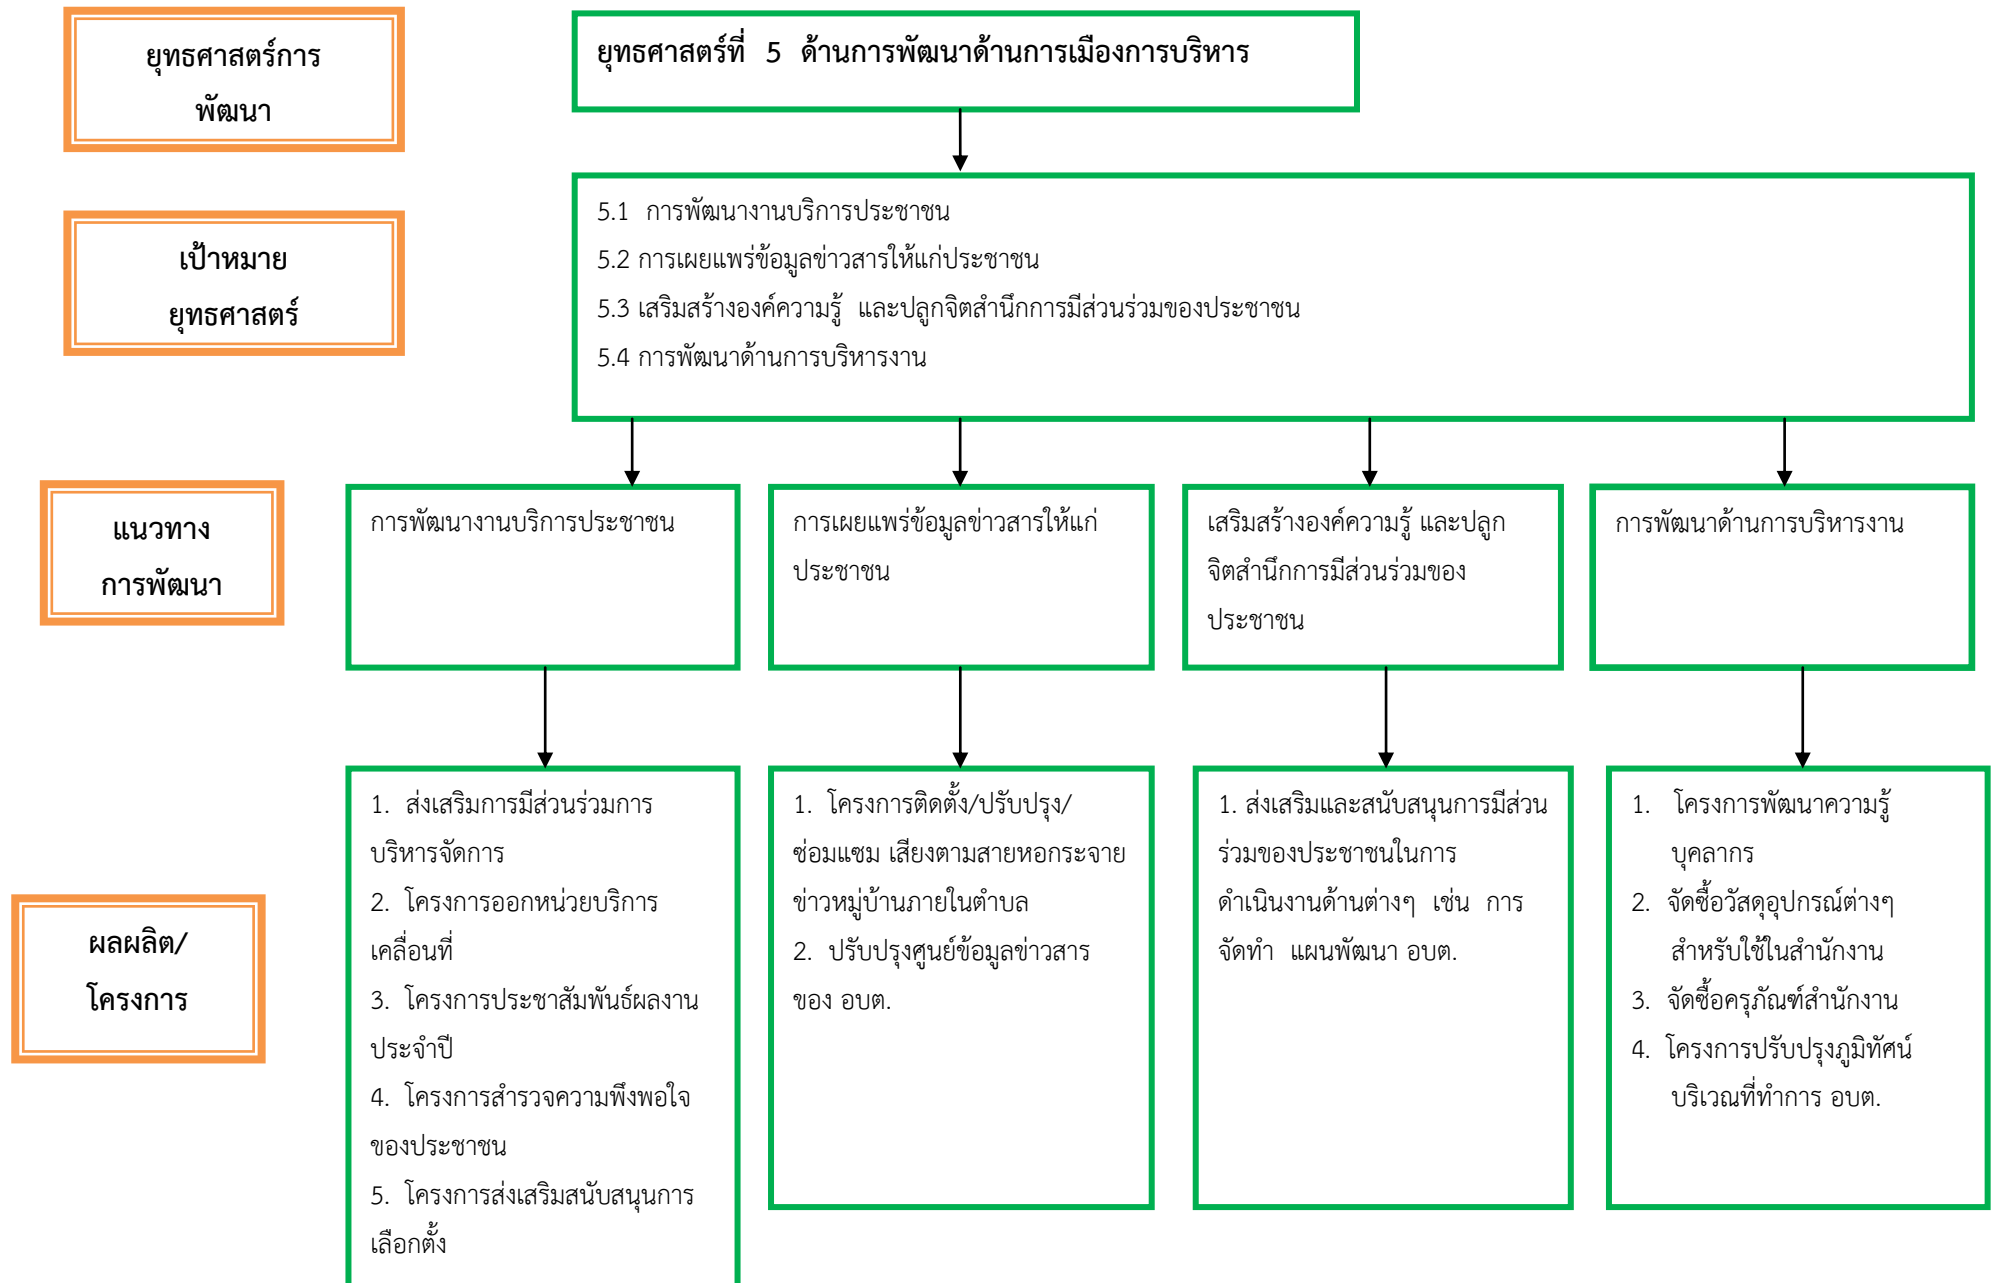 ยุทธศาสตร์การ
พัฒนา
ยุทธศาสตร์ที่ 5 ด้านการพัฒนาด้านการเมืองการบริหาร
เป้าหมาย
ยุทธศาสตร์
5.1 การพัฒนางานบริการประชาชน
5.2 การเผยแพร่ข้อมูลข่าวสารให้แก่ประชาชน
5.3 เสริมสร้างองค์ความรู้ และปลูกจิตสำนึกการมีส่วนร่วมของประชาชน
5.4 การพัฒนาด้านการบริหารงาน
แนวทาง
การพัฒนา
การพัฒนางานบริการประชาชน
การเผยแพร่ข้อมูลข่าวสารให้แก่
ประชาชน
เสริมสร้างองค์ความรู้ และปลูก
จิตสำนึกการมีส่วนร่วมของ
ประชาชน
การพัฒนาด้านการบริหารงาน
ผลผลิต/
โครงการ
1. ส่งเสริมการมีส่วนร่วมการ
บริหารจัดการ
2. โครงการออกหน่วยบริการ
เคลื่อนที่
3. โครงการประชาสัมพันธ์ผลงาน
ประจำปี
4. โครงการสำรวจความพึงพอใจ
ของประชาชน
5. โครงการส่งเสริมสนับสนุนการ
เลือกตั้ง
1. โครงการติดตั้ง/ปรับปรุง/
ซ่อมแซม เสียงตามสายหอกระจาย
ข่าวหมู่บ้านภายในตำบล
2. ปรับปรุงศูนย์ข้อมูลข่าวสาร
ของ อบต.
1. ส่งเสริมและสนับสนุนการมีส่วน
ร่วมของประชาชนในการ
ดำเนินงานด้านต่างๆ เช่น การ
จัดทำ แผนพัฒนา อบต.
1. โครงการพัฒนาความรู้
บุคลากร
2. จัดซื้อวัสดุอุปกรณ์ต่างๆ
สำหรับใช้ในสำนักงาน
3. จัดซื้อครุภัณฑ์สำนักงาน
4. โครงการปรับปรุงภูมิทัศน์
บริเวณที่ทำการ อบต.